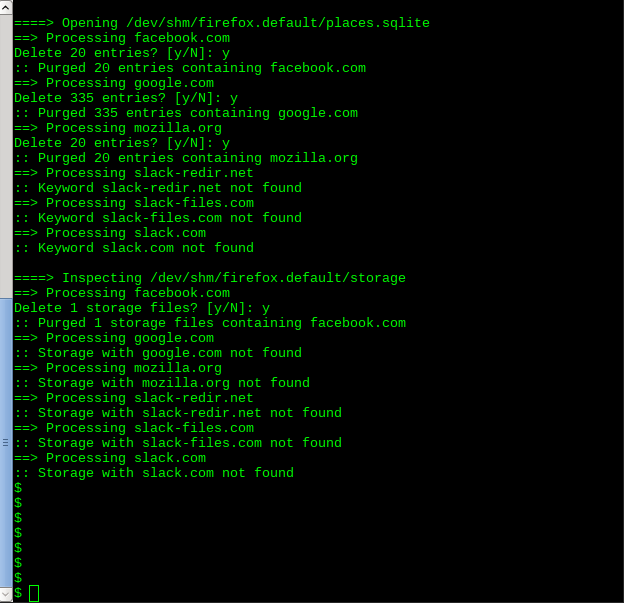 ====> Opening /dev/shm/firefox.default/places.sqlite
==> Processing facebook.com
Delete 20 entries? [y/N]: y
:: Purged 20 entries containing facebook.com
==> Processing google.com
Delete 335 entries? [y/N]: y
:: Purged 335 entries containing google.com
==> Processing mozilla.org
Delete 20 entries? [y/N]: y
:: Purged 20 entries containing mozilla.org
==> Processing slack-redir.net
:: Keyword slack-redir.net not found
==> Processing slack-files.com
:: Keyword slack-files.com not found
==> Processing slack.com
:: Keyword slack.com not found

====> Inspecting /dev/shm/firefox.default/storage
==> Processing facebook.com
Delete 1 storage files? [y/N]: y
:: Purged 1 storage files containing facebook.com
==> Processing google.com
:: Storage with google.com not found
==> Processing mozilla.org
:: Storage with mozilla.org not found
==> Processing slack-redir.net
:: Storage with slack-redir.net not found
==> Processing slack-files.com
:: Storage with slack-files.com not found
==> Processing slack.com
:: Storage with slack.com not found
$
$
$
$
$
$
$
$